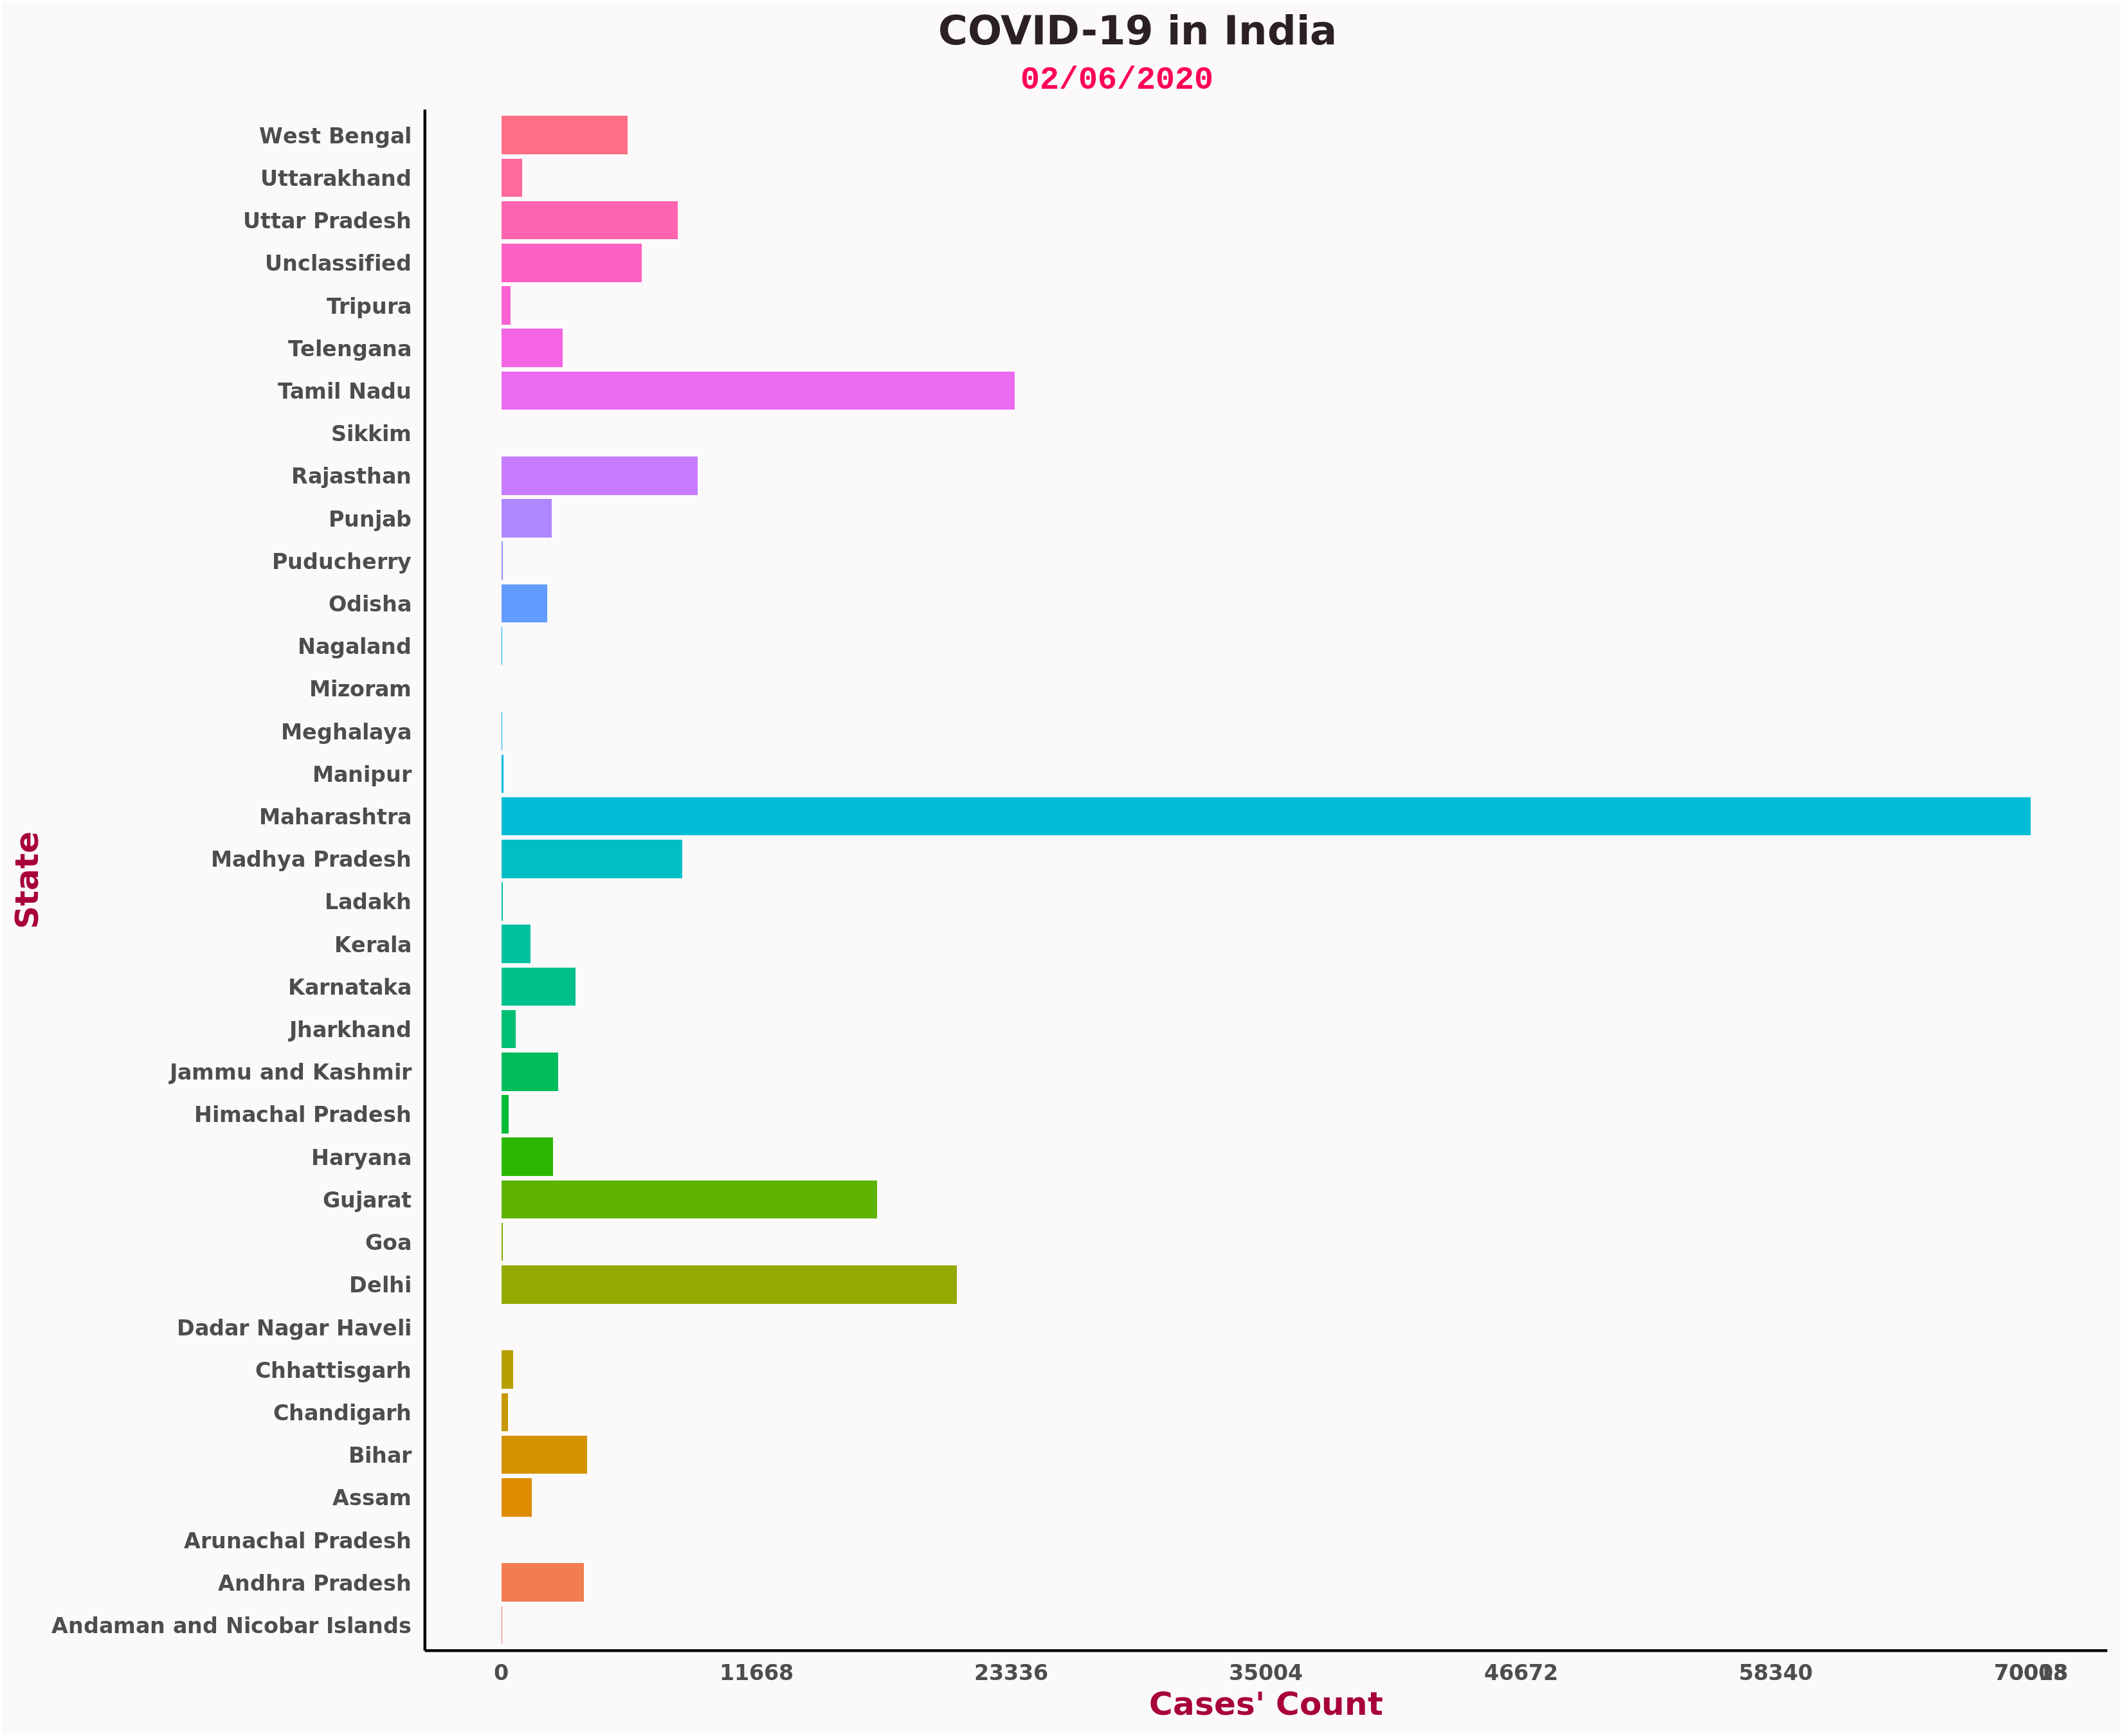 COVID-19 in India
02/06/2020
West Bengal
Uttarakhand
Uttar Pradesh
Unclassified
Tripura
Telengana
Tamil Nadu
Sikkim
Rajasthan
Punjab
Puducherry
Odisha
Nagaland
Mizoram
Meghalaya
Manipur
Maharashtra
Madhya Pradesh
Ladakh
Kerala
Karnataka
Jharkhand
Jammu and Kashmir
Himachal Pradesh
Haryana
Gujarat
Goa
Delhi
Dadar Nagar Haveli
Chhattisgarh
Chandigarh
Bihar
Assam
Arunachal Pradesh
Andhra Pradesh
Andaman and Nicobar Islands
State
0 11668 23336 35004 46672 58340
Cases' Count